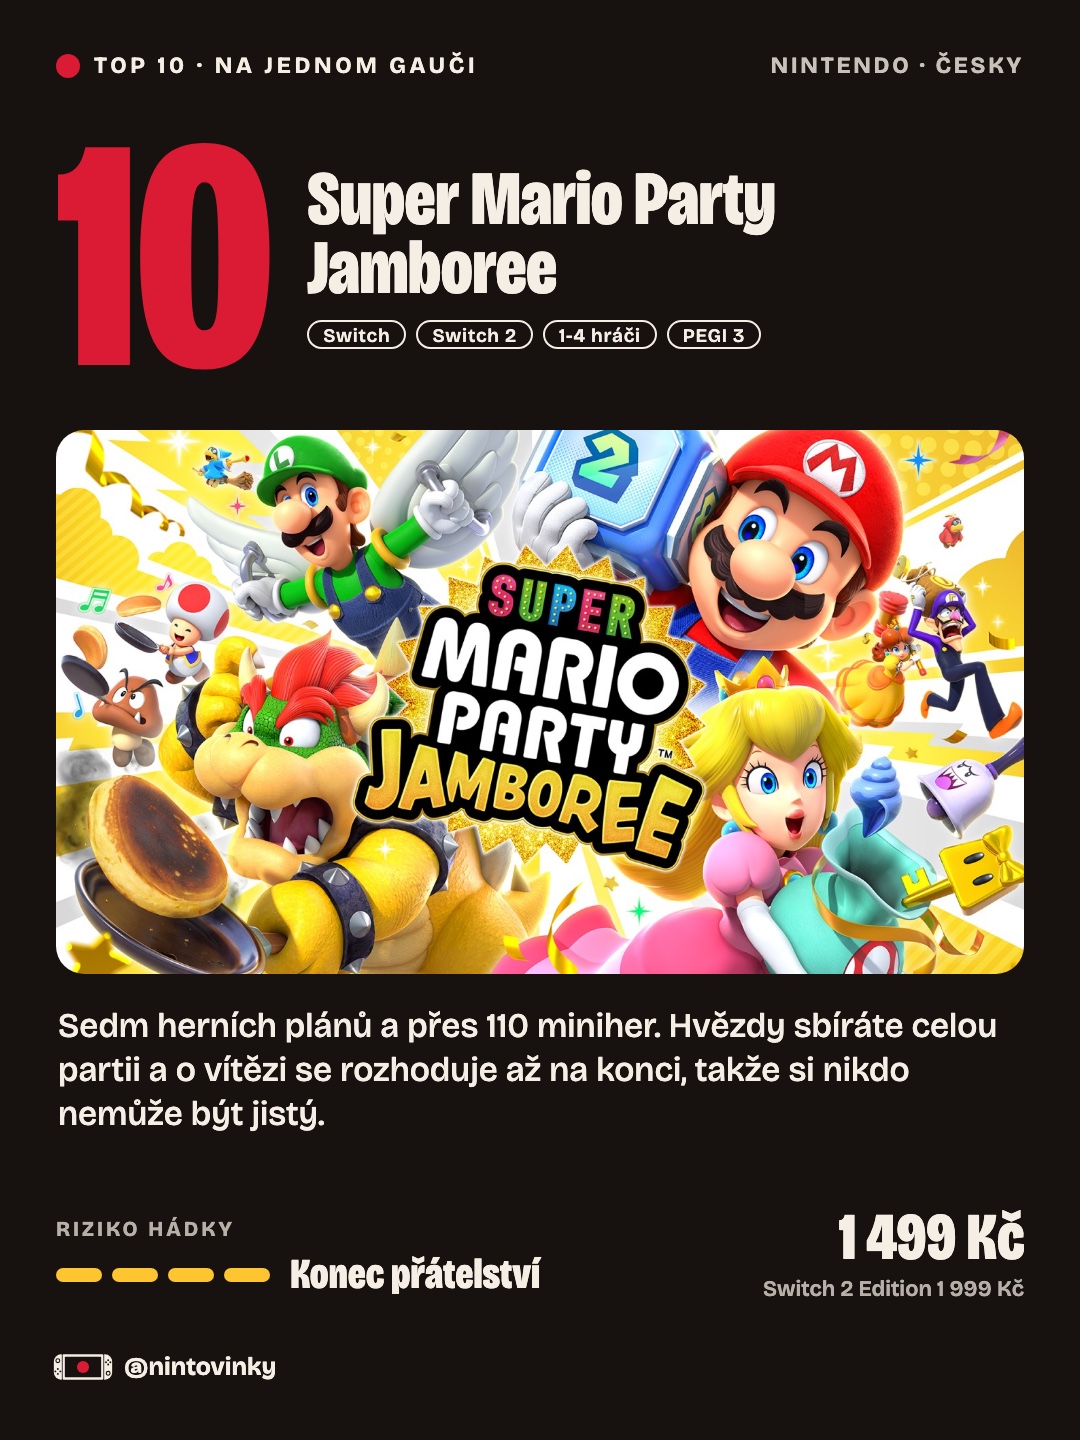 TOP 10 · NA JEDNOM GAUČI
NINTENDO · ČESKY
10
Super Mario Party
Jamboree
Switch
Switch 2
1-4 hráči
PEGI 3
L
2
M
SUPER
MARIO
PARTY
TM
JAMBOREE
Sedm herních plánů a přes 110 miniher. Hvězdy sbíráte celou
partii a o vítězi se rozhoduje až na konci, takže si nikdo
nemůže být jistý.
RIZIKO HÁDKY
Konec přátelství
1 499 Kč
Switch 2 Edition 1 999 Kč
@nintovinky